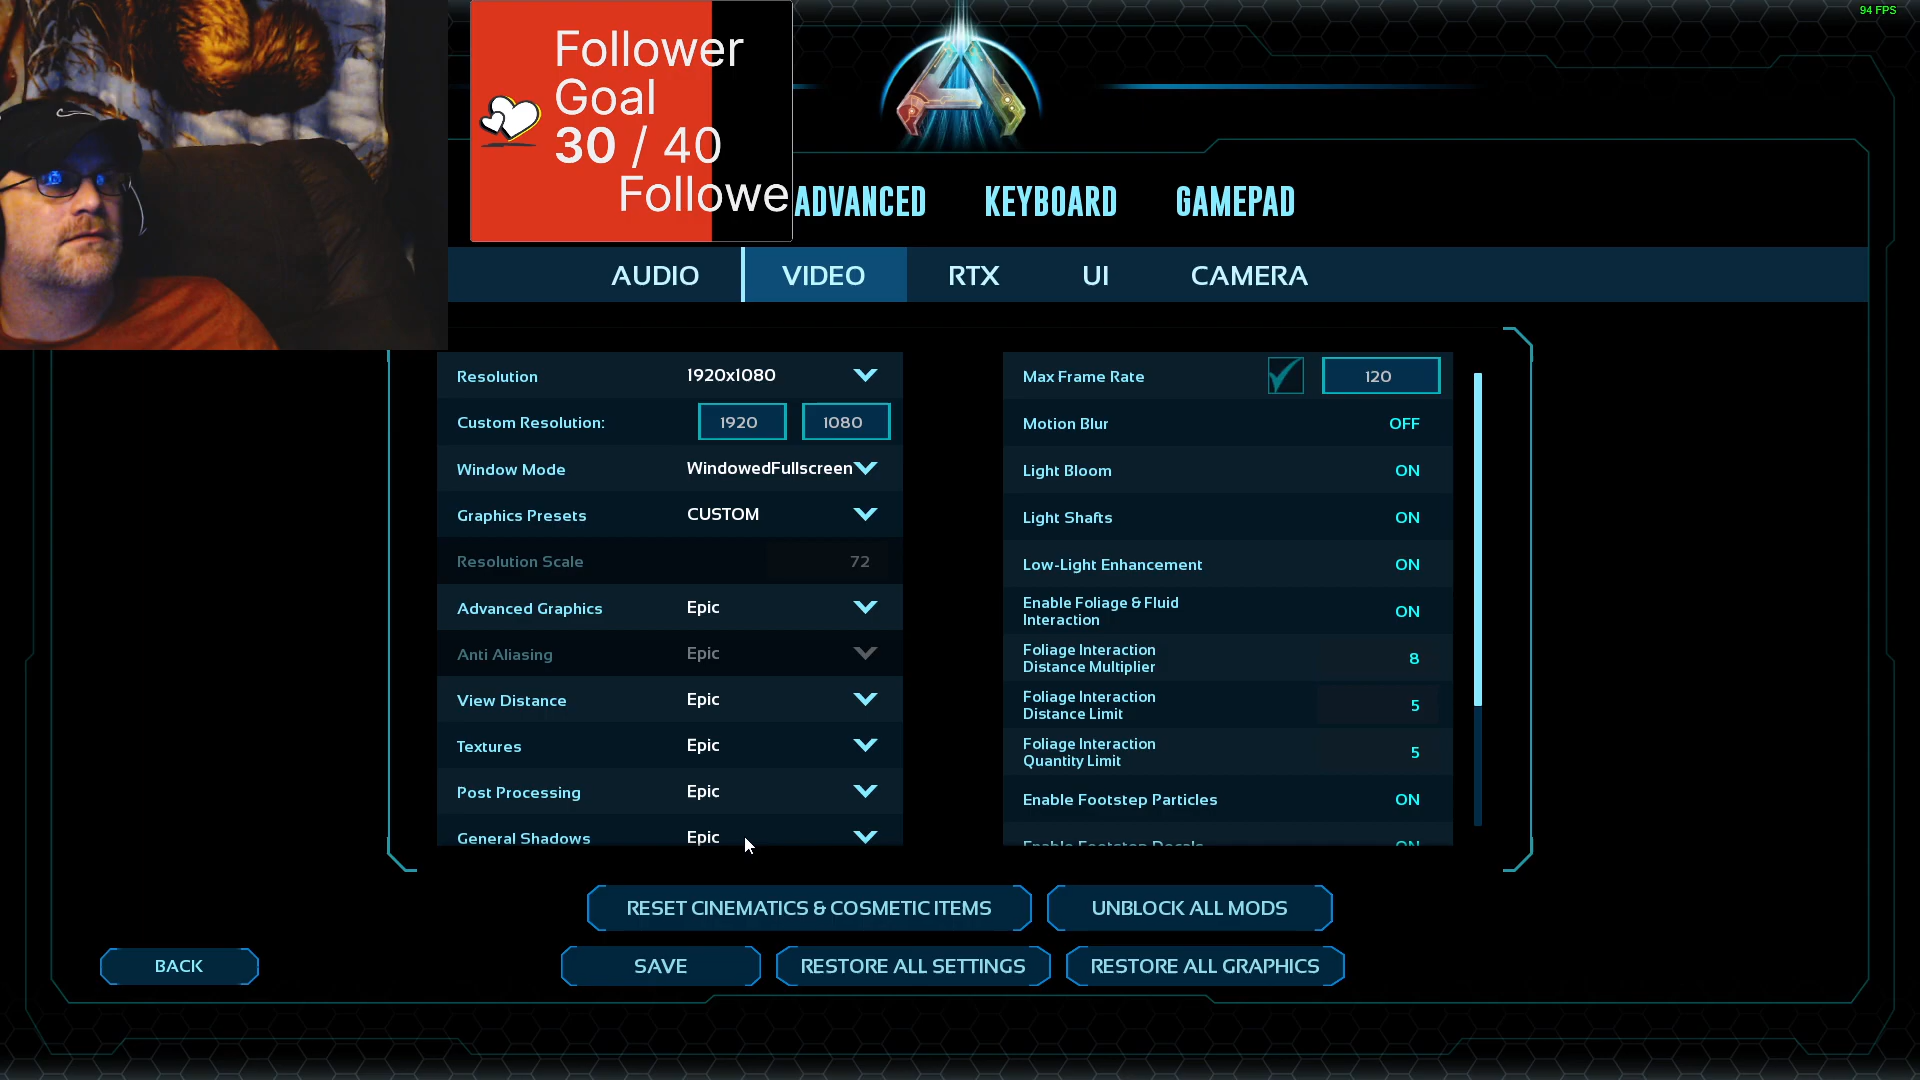 94 FPS
Follower
Goal
30 / 40
Followe
ADVANCED KEYBOARD GAMEPAD
AUDIO VIDEO RTX UI CAMERA
Resolution 1920x1080
Custom Resolution: 1920 1080
Window Mode WindowedFullscreen
Graphics Presets CUSTOM
Resolution Scale 72
Advanced Graphics Epic
Anti Aliasing Epic
View Distance Epic
Textures Epic
Post Processing Epic
General Shadows Epic
Max Frame Rate 120
Motion Blur OFF
Light Bloom ON
Light Shafts ON
Low-Light Enhancement ON
Enable Foliage & Fluid
Interaction ON
Foliage Interaction
Distance Multiplier 8
Foliage Interaction
Distance Limit 5
Foliage Interaction
Quantity Limit 5
Enable Footstep Particles ON
Enable Footstep Decals ON
RESET CINEMATICS & COSMETIC ITEMS UNBLOCK ALL MODS
BACK SAVE RESTORE ALL SETTINGS RESTORE ALL GRAPHICS